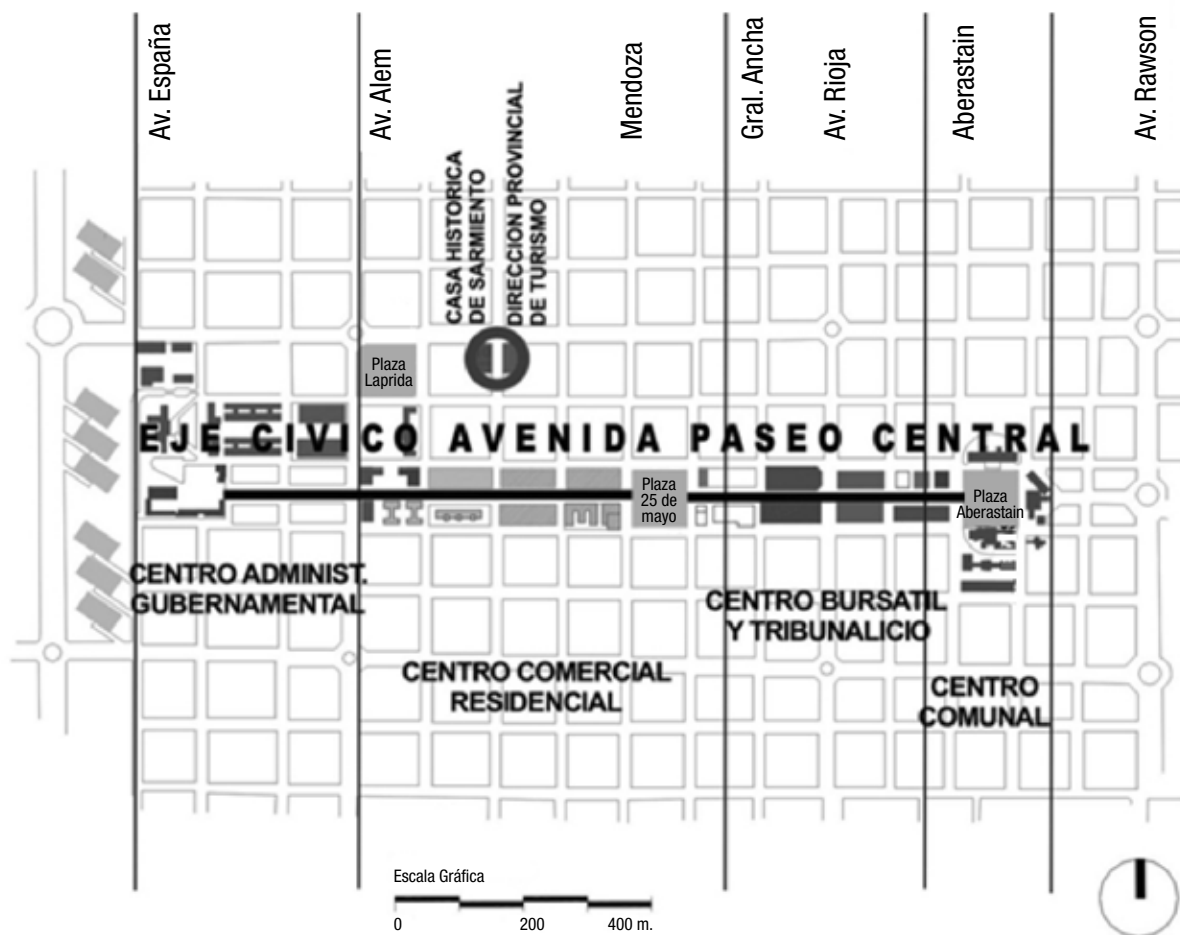 Av. España
Av. Alem
Mendoza
Gral. Ancha
Av. Rioja
Aberastain
Av. Rawson
CASA HISTORICA
DE SARMIENTO
DIRECCION PROVINCIAL
DE TURISMO
Plaza
Laprida
EJE CIVICO AVENIDA PASEO CENTRAL
Plaza
25 de
mayo
Plaza
Aberastain
CENTRO ADMINIST.
GUBERNAMENTAL
CENTRO BURSATIL
Y TRIBUNALICIO
CENTRO COMERCIAL
RESIDENCIAL
CENTRO
COMUNAL
Escala Gráfica
0 200 400 m.